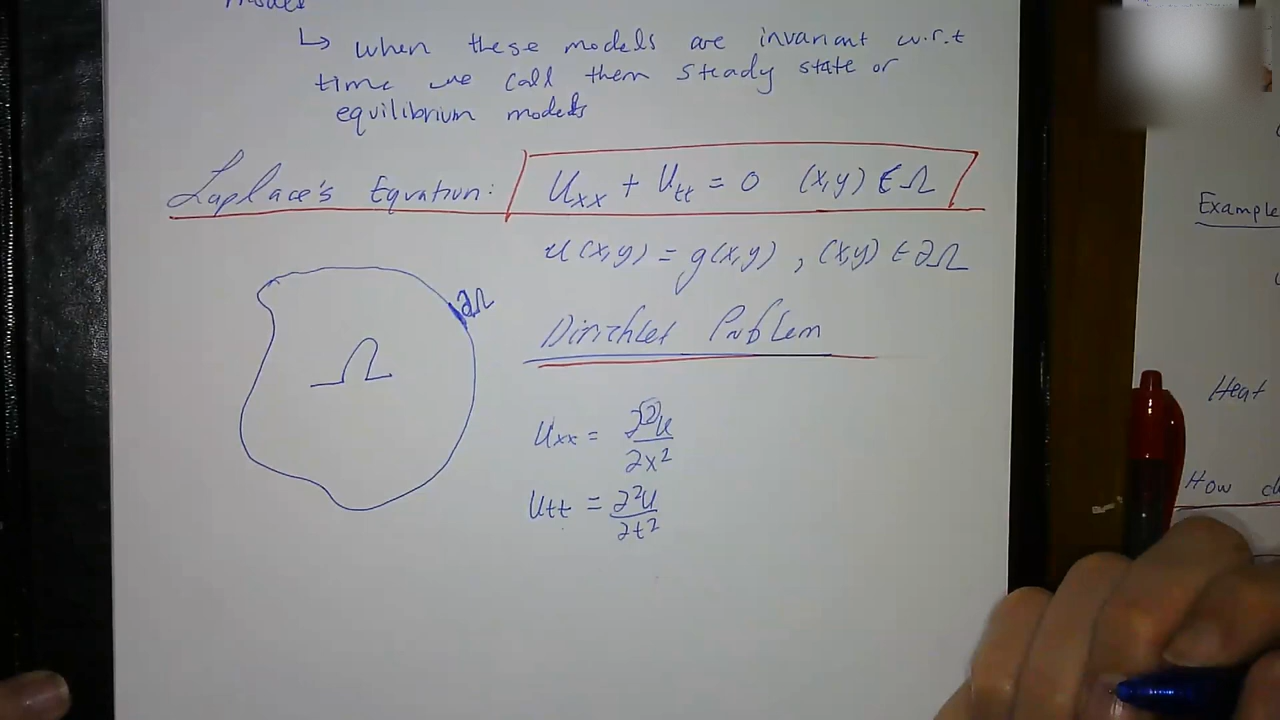 ↳ when these models are invariant w.r.t
time we call them steady state or
equilibrium models
Laplace's Equation: Uxx + Utt = 0 (x,y) ∈ Ω
u(x,y) = g(x,y), (x,y) ∈ ∂Ω
∂Ω
Dirichlet Problem
Ω
Uxx = ∂²u/∂x²
Utt = ∂²u/∂t²
Example
Heat
How